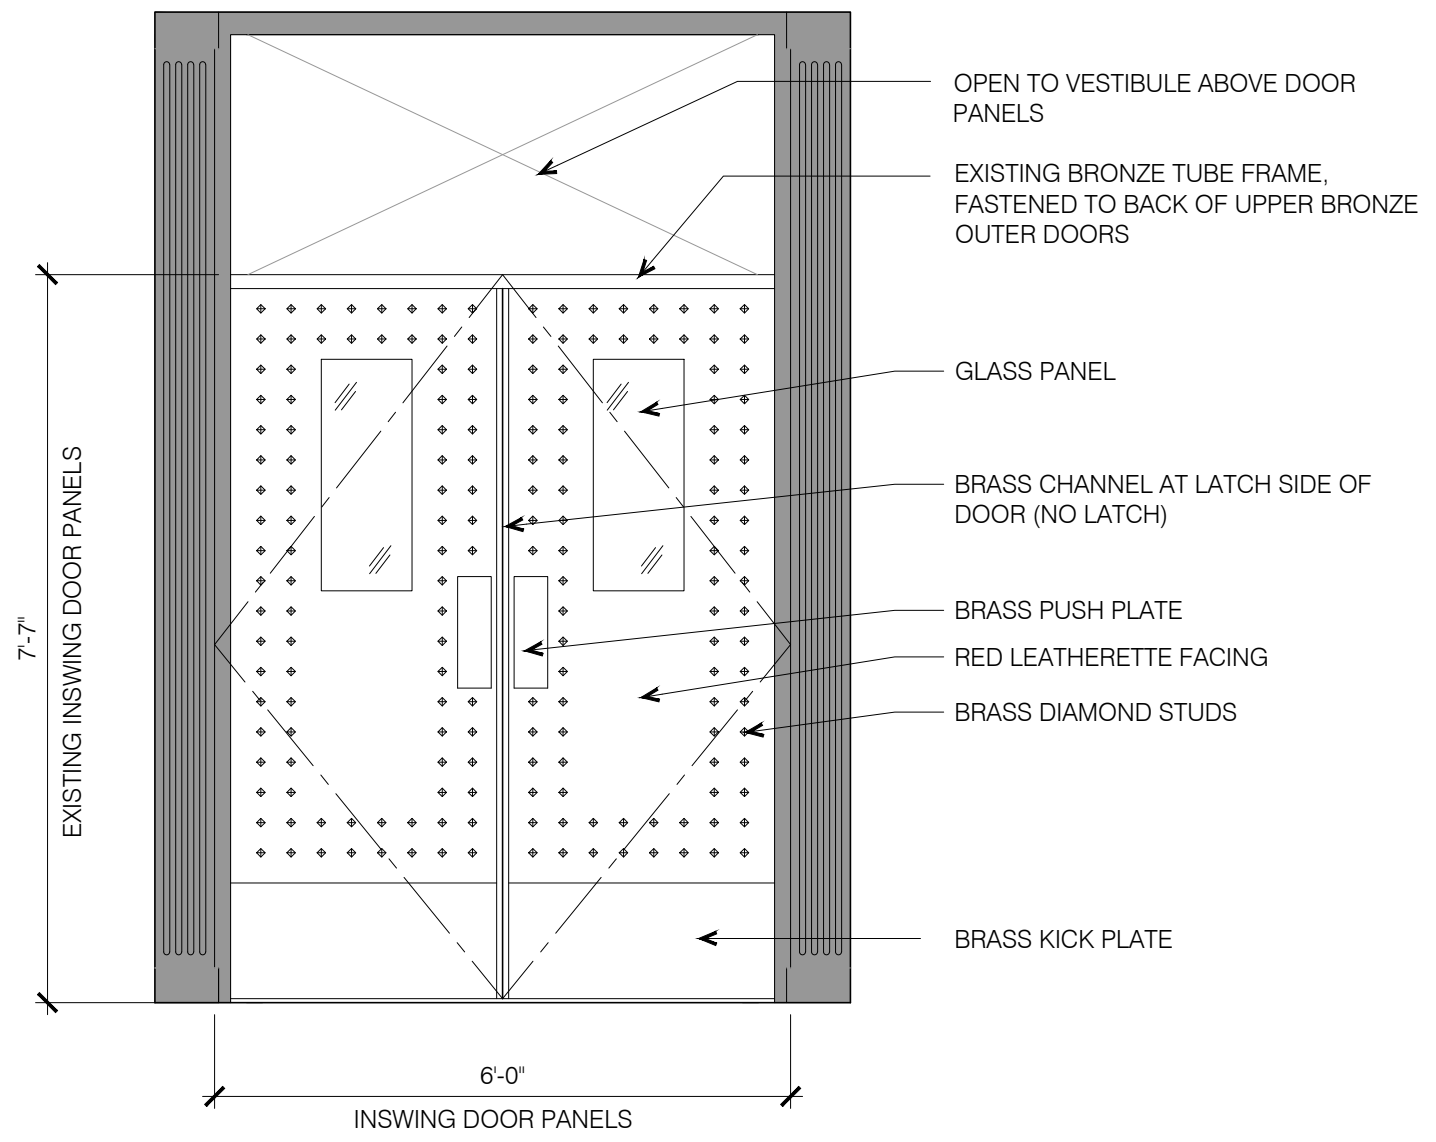 OPEN TO VESTIBULE ABOVE DOOR
PANELS
EXISTING BRONZE TUBE FRAME,
FASTENED TO BACK OF UPPER BRONZE
OUTER DOORS
GLASS PANEL
BRASS CHANNEL AT LATCH SIDE OF
DOOR (NO LATCH)
BRASS PUSH PLATE
RED LEATHERETTE FACING
BRASS DIAMOND STUDS
BRASS KICK PLATE
7'-7"
EXISTING INSWING DOOR PANELS
6'-0"
INSWING DOOR PANELS